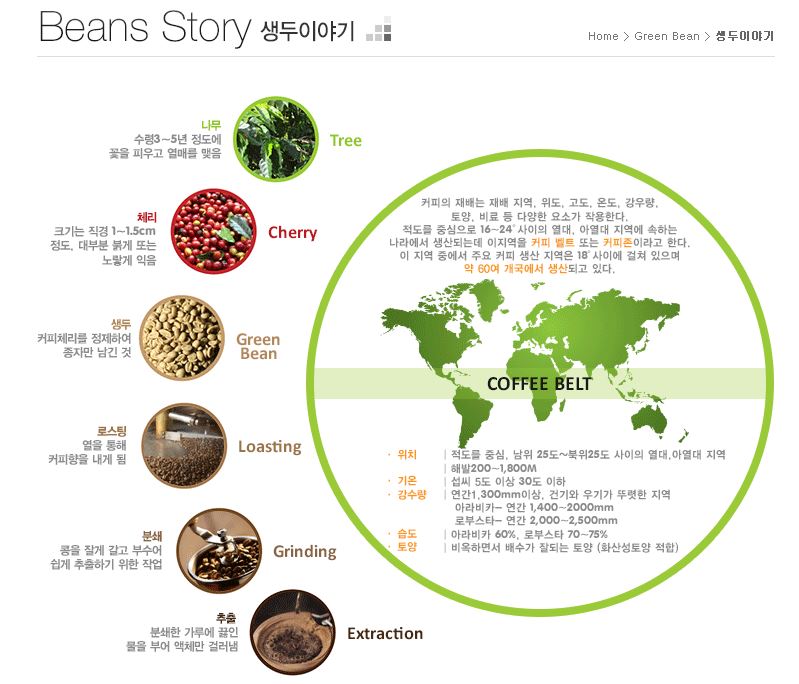 Beans Story 생두이야기
Home > Green Bean > 생두이야기
나무
수령3~5년 정도에
꽃을 피우고 열매를 맺음
Tree
체리
크기는 직경 1~1.5cm
정도, 대부분 붉게 또는
노랗게 익음
Cherry
생두
커피체리를 정제하여
종자만 남긴 것
Green
Bean
로스팅
열을 통해
커피향을 내게 됨
Loasting
분쇄
콩을 잘게 갈고 부수어
쉽게 추출하기 위한 작업
Grinding
추출
분쇄한 가루에 끓인
물을 부어 액체만 걸러냄
Extraction
커피의 재배는 재배 지역, 위도, 고도, 온도, 강우량,
토양, 비료 등 다양한 요소가 작용한다.
적도를 중심으로 16~24˚사이의 열대, 아열대 지역에 속하는
나라에서 생산되는데 이지역을 커피 벨트 또는 커피존이라고 한다.
이 지역 중에서 주요 커피 생산 지역은 18˚사이에 걸쳐 있으며
약 60여 개국에서 생산되고 있다.
COFFEE BELT
· 위치 | 적도를 중심, 남위 25도~북위25도 사이의 열대,아열대 지역
| 해발200~1,800M
· 기온 | 섭씨 5도 이상 30도 이하
· 강수량 | 연간1,300mm이상, 건기와 우기가 뚜렷한 지역
아라비카– 연간 1,400~2000mm
로부스타– 연간 2,000~2,500mm
· 습도 | 아라비카 60%, 로부스타 70~75%
· 토양 | 비옥하면서 배수가 잘되는 토양 (화산성토양 적합)